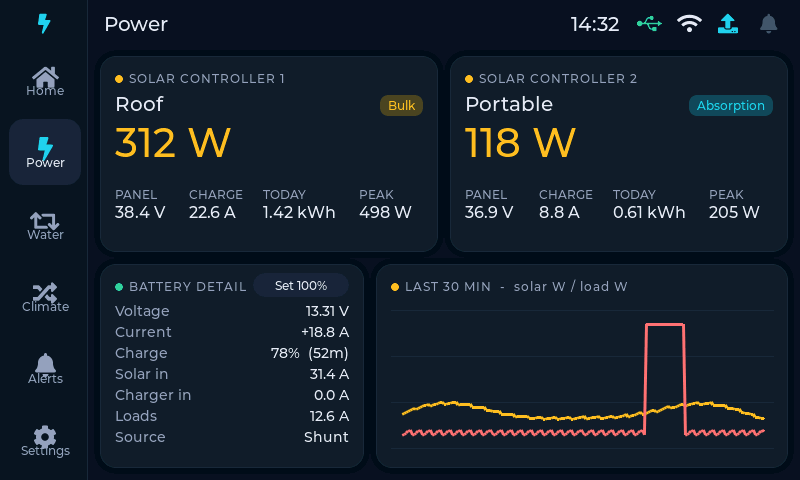 Power
14:32
Home
Power
Water
Climate
Alerts
Settings
SOLAR CONTROLLER 1
Roof
Bulk
312 W
PANEL CHARGE TODAY PEAK
38.4 V 22.6 A 1.42 kWh 498 W
SOLAR CONTROLLER 2
Portable
Absorption
118 W
PANEL CHARGE TODAY PEAK
36.9 V 8.8 A 0.61 kWh 205 W
BATTERY DETAIL Set 100%
Voltage 13.31 V
Current +18.8 A
Charge 78% (52m)
Solar in 31.4 A
Charger in 0.0 A
Loads 12.6 A
Source Shunt
LAST 30 MIN - solar W / load W